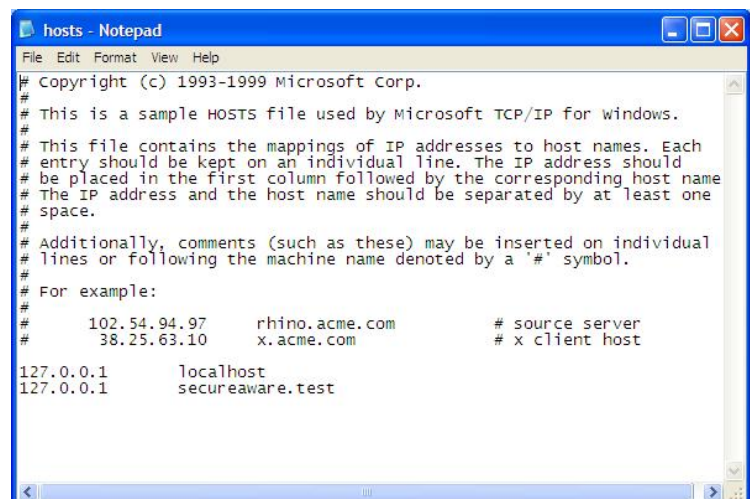 hosts - Notepad
File Edit Format View Help
# Copyright (c) 1993-1999 Microsoft Corp.
#
# This is a sample HOSTS file used by Microsoft TCP/IP for Windows.
#
# This file contains the mappings of IP addresses to host names. Each
# entry should be kept on an individual line. The IP address should
# be placed in the first column followed by the corresponding host name
# The IP address and the host name should be separated by at least one
# space.
#
# Additionally, comments (such as these) may be inserted on individual
# lines or following the machine name denoted by a '#' symbol.
#
# For example:
#
#      102.54.94.97     rhino.acme.com          # source server
#       38.25.63.10     x.acme.com              # x client host

127.0.0.1       localhost
127.0.0.1       secureaware.test